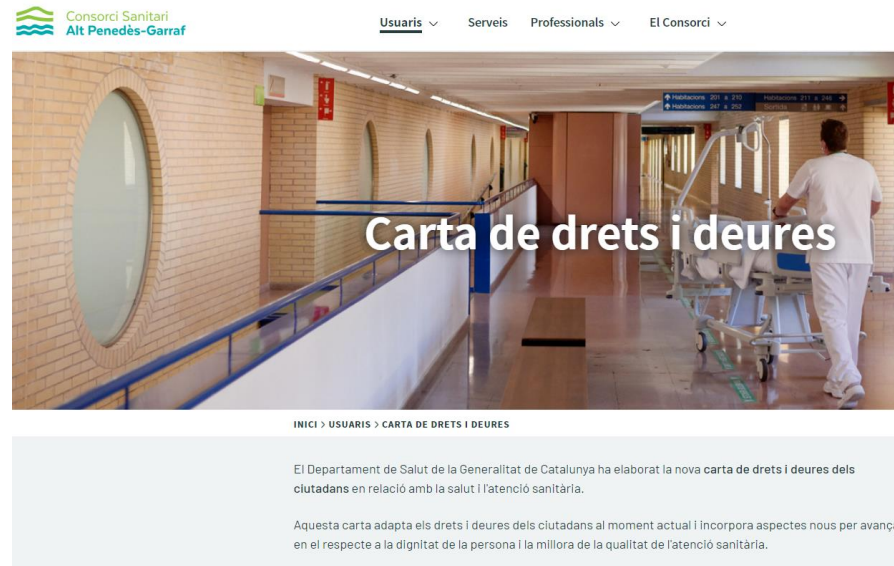 Consorci Sanitari
Alt Penedès-Garraf
Usuaris
Serveis
Professionals
El Consorci
Habitacions 201 a 210
Habitacions 211 a 246
Habitacions 247 a 252
Sortida
Carta de drets i deures
INICI > USUARIS > CARTA DE DRETS I DEURES
El Departament de Salut de la Generalitat de Catalunya ha elaborat la nova carta de drets i deures dels
ciutadans en relació amb la salut i l'atenció sanitària.
Aquesta carta adapta els drets i deures dels ciutadans al moment actual i incorpora aspectes nous per avança
en el respecte a la dignitat de la persona i la millora de la qualitat de l'atenció sanitària.